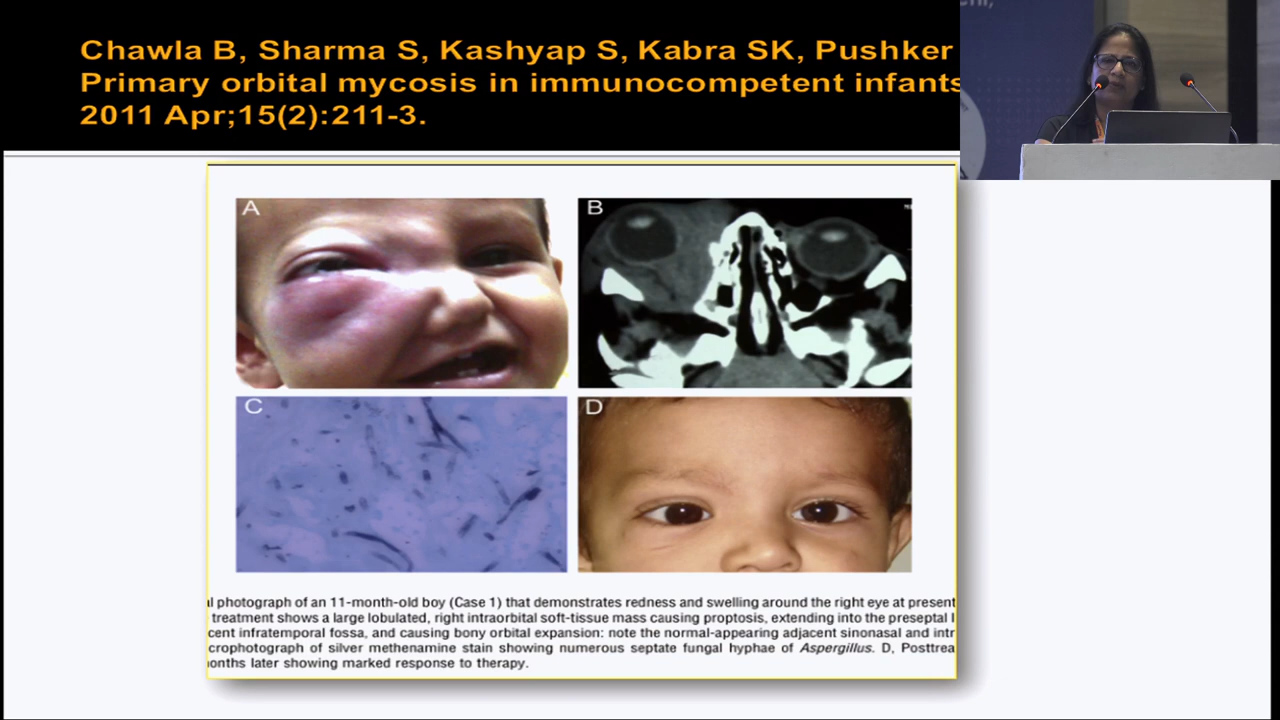 Chawla B, Sharma S, Kashyap S, Kabra SK, Pushker
Primary orbital mycosis in immunocompetent infants
2011 Apr;15(2):211-3.
A
B
C
D
photograph of an 11-month-old boy (Case 1) that demonstrates redness and swelling around the right eye at present
treatment shows a large lobulated, right intraorbital soft-tissue mass causing proptosis, extending into the preseptal
cent infratemporal fossa, and causing bony orbital expansion: note the normal-appearing adjacent sinonasal and intr
crophotograph of silver methenamine stain showing numerous septate fungal hyphae of Aspergillus. D, Posttrea
onths later showing marked response to therapy.